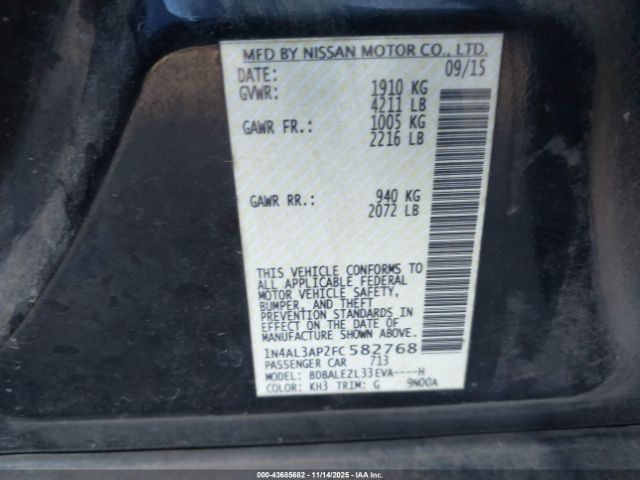 MFD BY NISSAN MOTOR CO., LTD.
DATE: 09/15
GVWR: 1910 KG
4211 LB
GAWR FR.: 1005 KG
2216 LB
GAWR RR.: 940 KG
2072 LB
THIS VEHICLE CONFORMS TO
ALL APPLICABLE FEDERAL
MOTOR VEHICLE SAFETY,
BUMPER, AND THEFT
PREVENTION STANDARDS IN
EFFECT ON THE DATE OF
MANUFACTURE SHOWN ABOVE.
1N4AL3AP2FC582768
PASSENGER CAR 713
MODEL: BDBALEZL33EVA----H
COLOR: KH3 TRIM: G 9N00A
000-43685682 | 11/14/2025 | IAA Inc.